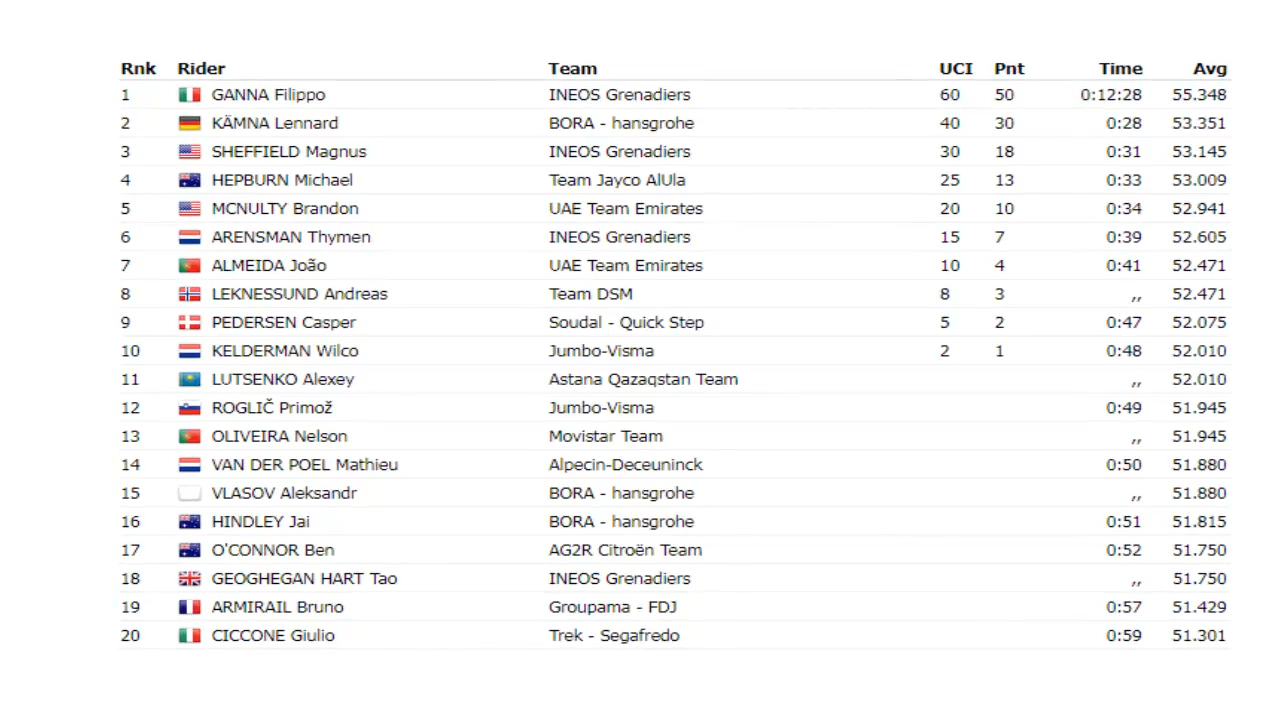 Rnk Rider Team UCI Pnt Time Avg
1 GANNA Filippo INEOS Grenadiers 60 50 0:12:28 55.348
2 KÄMNA Lennard BORA - hansgrohe 40 30 0:28 53.351
3 SHEFFIELD Magnus INEOS Grenadiers 30 18 0:31 53.145
4 HEPBURN Michael Team Jayco AlUla 25 13 0:33 53.009
5 MCNULTY Brandon UAE Team Emirates 20 10 0:34 52.941
6 ARENSMAN Thymen INEOS Grenadiers 15 7 0:39 52.605
7 ALMEIDA João UAE Team Emirates 10 4 0:41 52.471
8 LEKNESSUND Andreas Team DSM 8 3 ,, 52.471
9 PEDERSEN Casper Soudal - Quick Step 5 2 0:47 52.075
10 KELDERMAN Wilco Jumbo-Visma 2 1 0:48 52.010
11 LUTSENKO Alexey Astana Qazaqstan Team ,, 52.010
12 ROGLIČ Primož Jumbo-Visma 0:49 51.945
13 OLIVEIRA Nelson Movistar Team ,, 51.945
14 VAN DER POEL Mathieu Alpecin-Deceuninck 0:50 51.880
15 VLASOV Aleksandr BORA - hansgrohe ,, 51.880
16 HINDLEY Jai BORA - hansgrohe 0:51 51.815
17 O'CONNOR Ben AG2R Citroën Team 0:52 51.750
18 GEOGHEGAN HART Tao INEOS Grenadiers ,, 51.750
19 ARMIRAIL Bruno Groupama - FDJ 0:57 51.429
20 CICCONE Giulio Trek - Segafredo 0:59 51.301